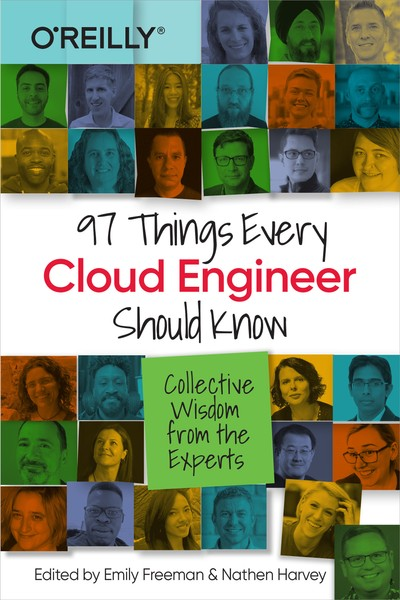 O'REILLY®
97 Things Every
Cloud Engineer
Should Know
Collective
Wisdom
from the
Experts
Edited by Emily Freeman & Nathen Harvey